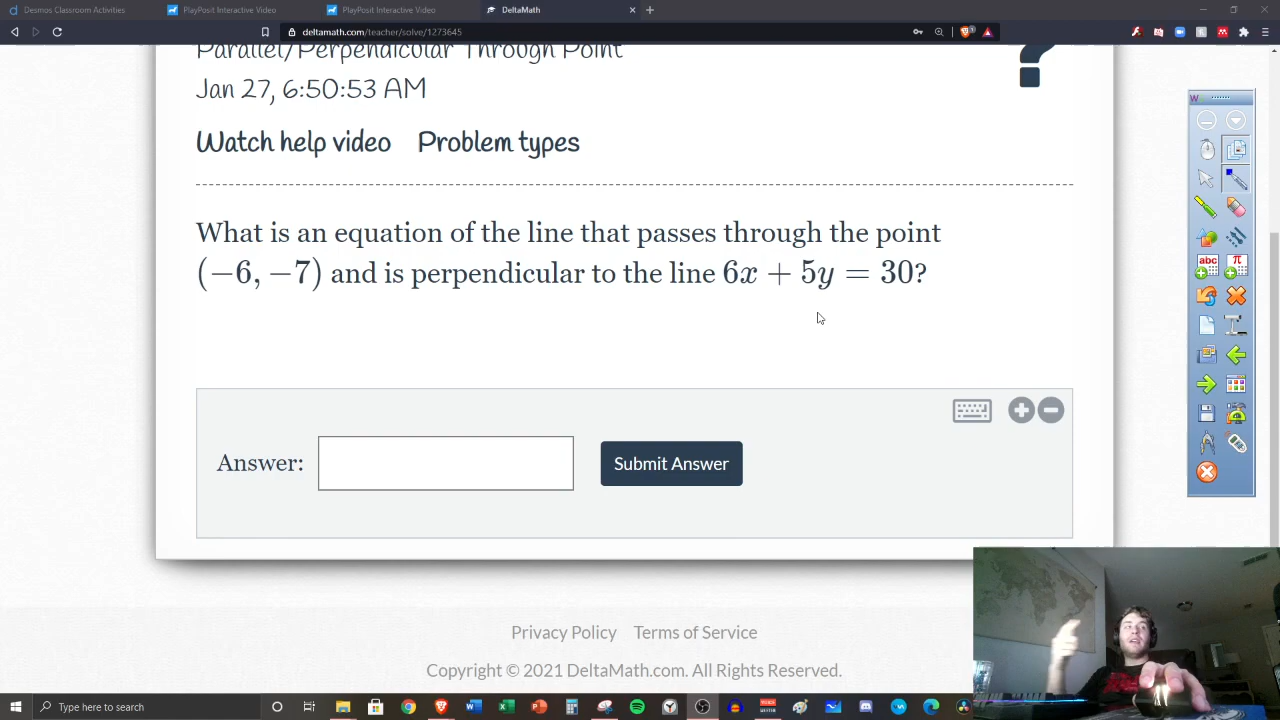 Desmos Classroom Activities
PlayPosit Interactive Video
PlayPosit Interactive Video
DeltaMath
deltamath.com/teacher/solve/1273645
Parallel/Perpendicular Through Point
Jan 27, 6:50:53 AM
Watch help video Problem types
What is an equation of the line that passes through the point
(−6, −7) and is perpendicular to the line 6x + 5y = 30?
Answer:
Submit Answer
Privacy Policy Terms of Service
Copyright © 2021 DeltaMath.com. All Rights Reserved.
Type here to search